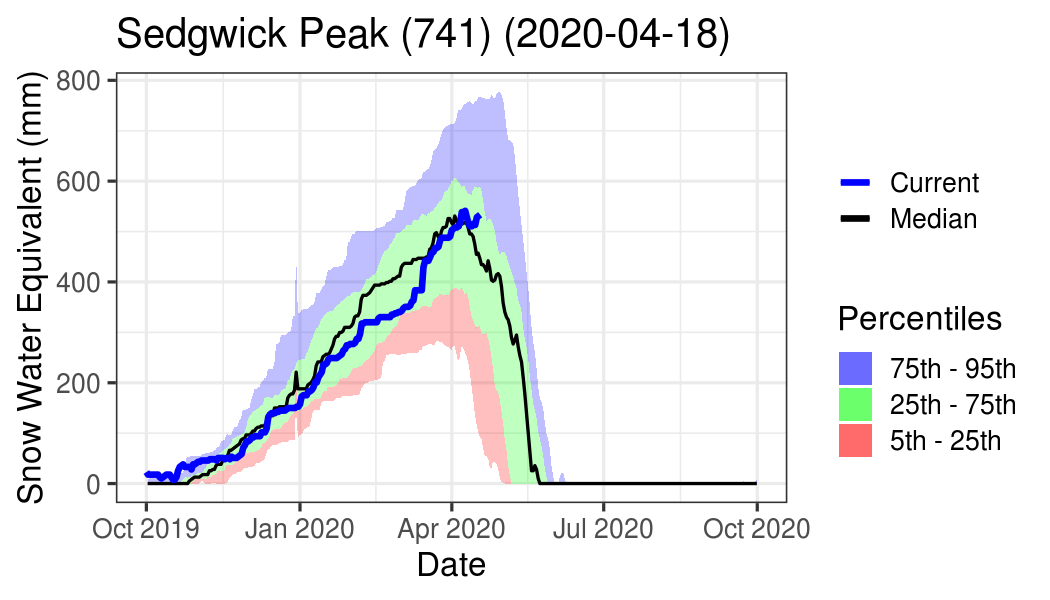 Sedgwick Peak (741) (2020-04-18)
Snow Water Equivalent (mm)
800
600
400
200
0
Oct 2019
Jan 2020
Apr 2020
Jul 2020
Oct 2020
Date
Current
Median
Percentiles
75th - 95th
25th - 75th
5th - 25th